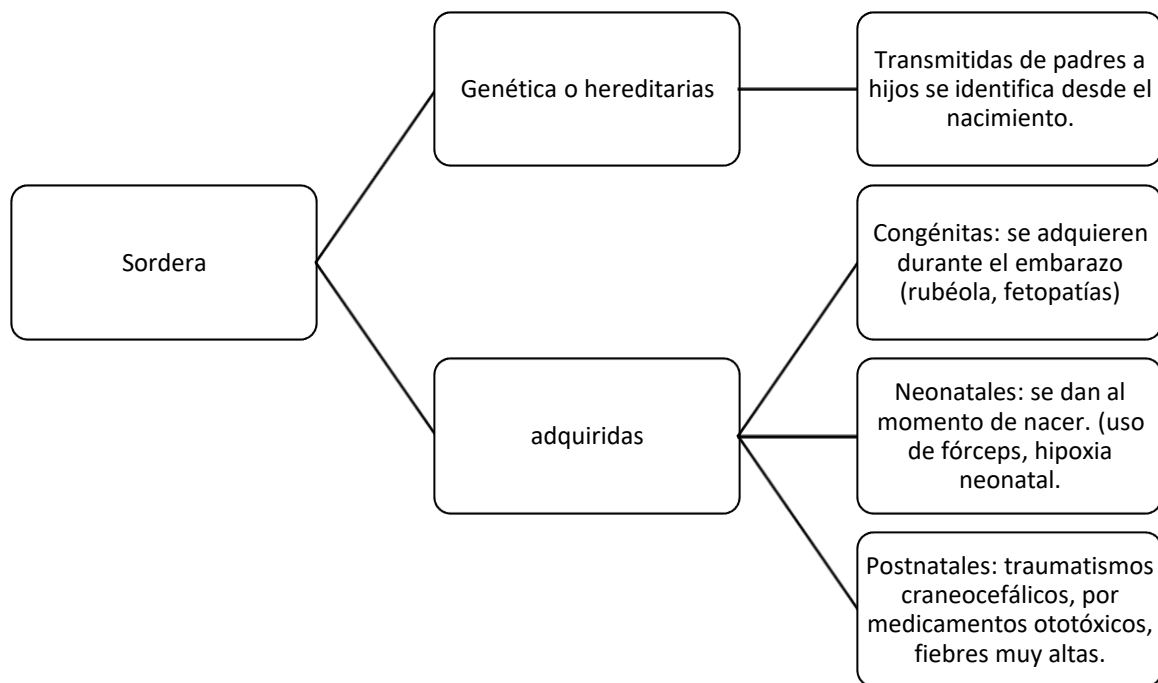 Sordera
Genética o hereditarias
Transmitidas de padres a
hijos se identifica desde el
nacimiento.
adquiridas
Congénitas: se adquieren
durante el embarazo
(rubéola, fetopatías)
Neonatales: se dan al
momento de nacer. (uso
de fórceps, hipoxia
neonatal.
Postnatales: traumatismos
craneocefálicos, por
medicamentos ototóxicos,
fiebres muy altas.